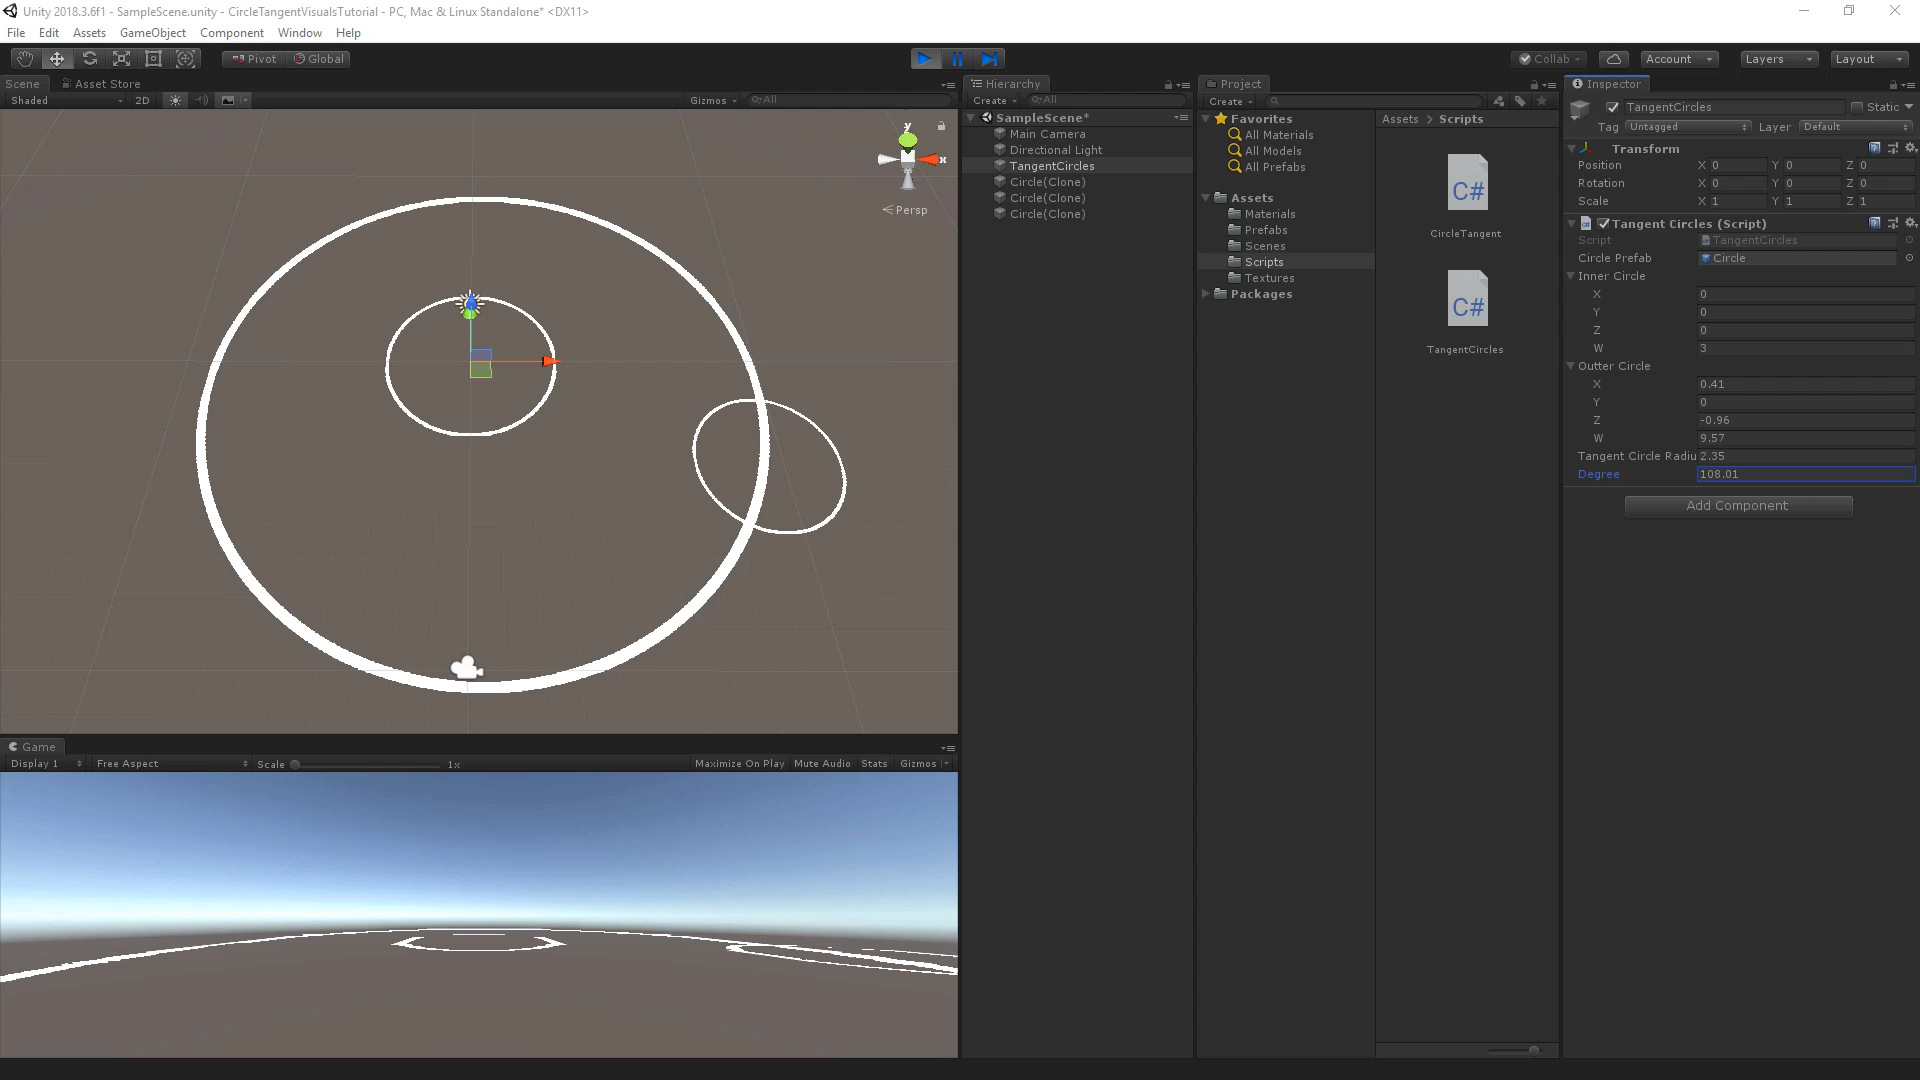 Unity 2018.3.6f1 - SampleScene.unity - CircleTangentVisualsTutorial - PC, Mac & Linux Standalone* <DX11>
File Edit Assets GameObject Component Window Help
Pivot Global Collab Account Layers Layout
Scene Asset Store
Shaded 2D Gizmos All
y
x
Persp
Game
Display 1 Free Aspect Scale 1x Maximize On Play Mute Audio Stats Gizmos
Hierarchy
Create All
SampleScene*
Main Camera
Directional Light
TangentCircles
Circle(Clone)
Circle(Clone)
Circle(Clone)
Project
Create
Favorites
All Materials
All Models
All Prefabs
Assets
Materials
Prefabs
Scenes
Scripts
Textures
Packages
Assets > Scripts
C#
CircleTangent
C#
TangentCircles
Inspector
TangentCircles Static
Tag Untagged Layer Default
Transform
Position X 0 Y 0 Z 0
Rotation X 0 Y 0 Z 0
Scale X 1 Y 1 Z 1
Tangent Circles (Script)
Script TangentCircles
Circle Prefab Circle
Inner Circle
X 0
Y 0
Z 0
W 3
Outter Circle
X 0.41
Y 0
Z -0.96
W 9.57
Tangent Circle Radiu 2.35
Degree 108.01
Add Component